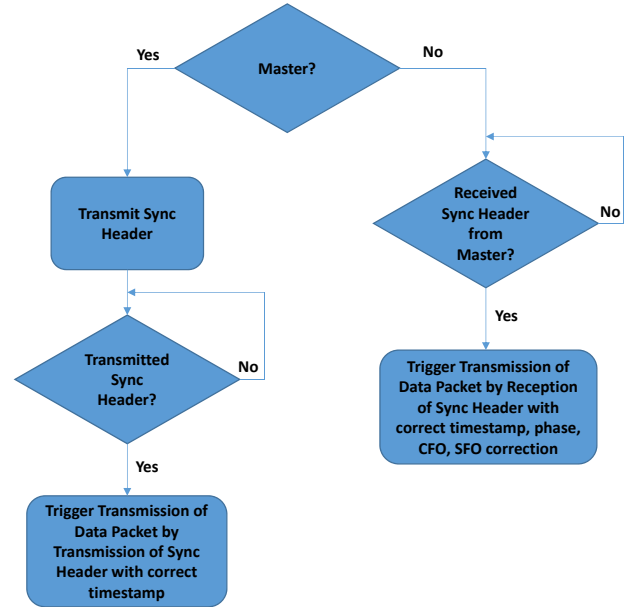 Yes
Master?
No
Transmit Sync
Header
Received
Sync Header
from
Master?
No
Transmitted
Sync
Header?
No
Yes
Trigger Transmission of
Data Packet by Reception
of Sync Header with
correct timestamp, phase,
CFO, SFO correction
Yes
Trigger Transmission of
Data Packet by
Transmission of Sync
Header with correct
timestamp